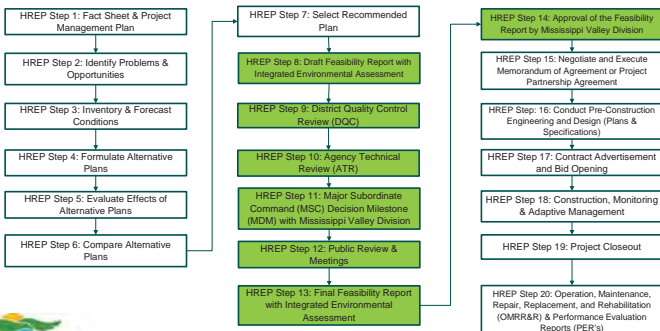 HREP Step 1: Fact Sheet & Project
Management Plan
HREP Step 2: Identify Problems &
Opportunities
HREP Step 3: Inventory & Forecast
Conditions
HREP Step 4: Formulate Alternative
Plans
HREP Step 5: Evaluate Effects of
Alternative Plans
HREP Step 6: Compare Alternative
Plans
HREP Step 7: Select Recommended
Plan
HREP Step 8: Draft Feasibility Report with
Integrated Environmental Assessment
HREP Step 9: District Quality Control
Review (DQC)
HREP Step 10: Agency Technical
Review (ATR)
HREP Step 11: Major Subordinate
Command (MSC) Decision Milestone
(MDM) with Mississippi Valley Division
HREP Step 12: Public Review &
Meetings
HREP Step 13: Final Feasibility Report
with Integrated Environmental
Assessment
HREP Step 14: Approval of the Feasibility
Report by Mississippi Valley Division
HREP Step 15: Negotiate and Execute
Memorandum of Agreement or Project
Partnership Agreement
HREP Step: 16: Conduct Pre-Construction
Engineering and Design (Plans &
Specifications)
HREP Step 17: Contract Advertisement
and Bid Opening
HREP Step 18: Construction, Monitoring
& Adaptive Management
HREP Step 19: Project Closeout
HREP Step 20: Operation, Maintenance,
Repair, Replacement, and Rehabilitation
(OMRR&R) & Performance Evaluation
Reports (PER's)